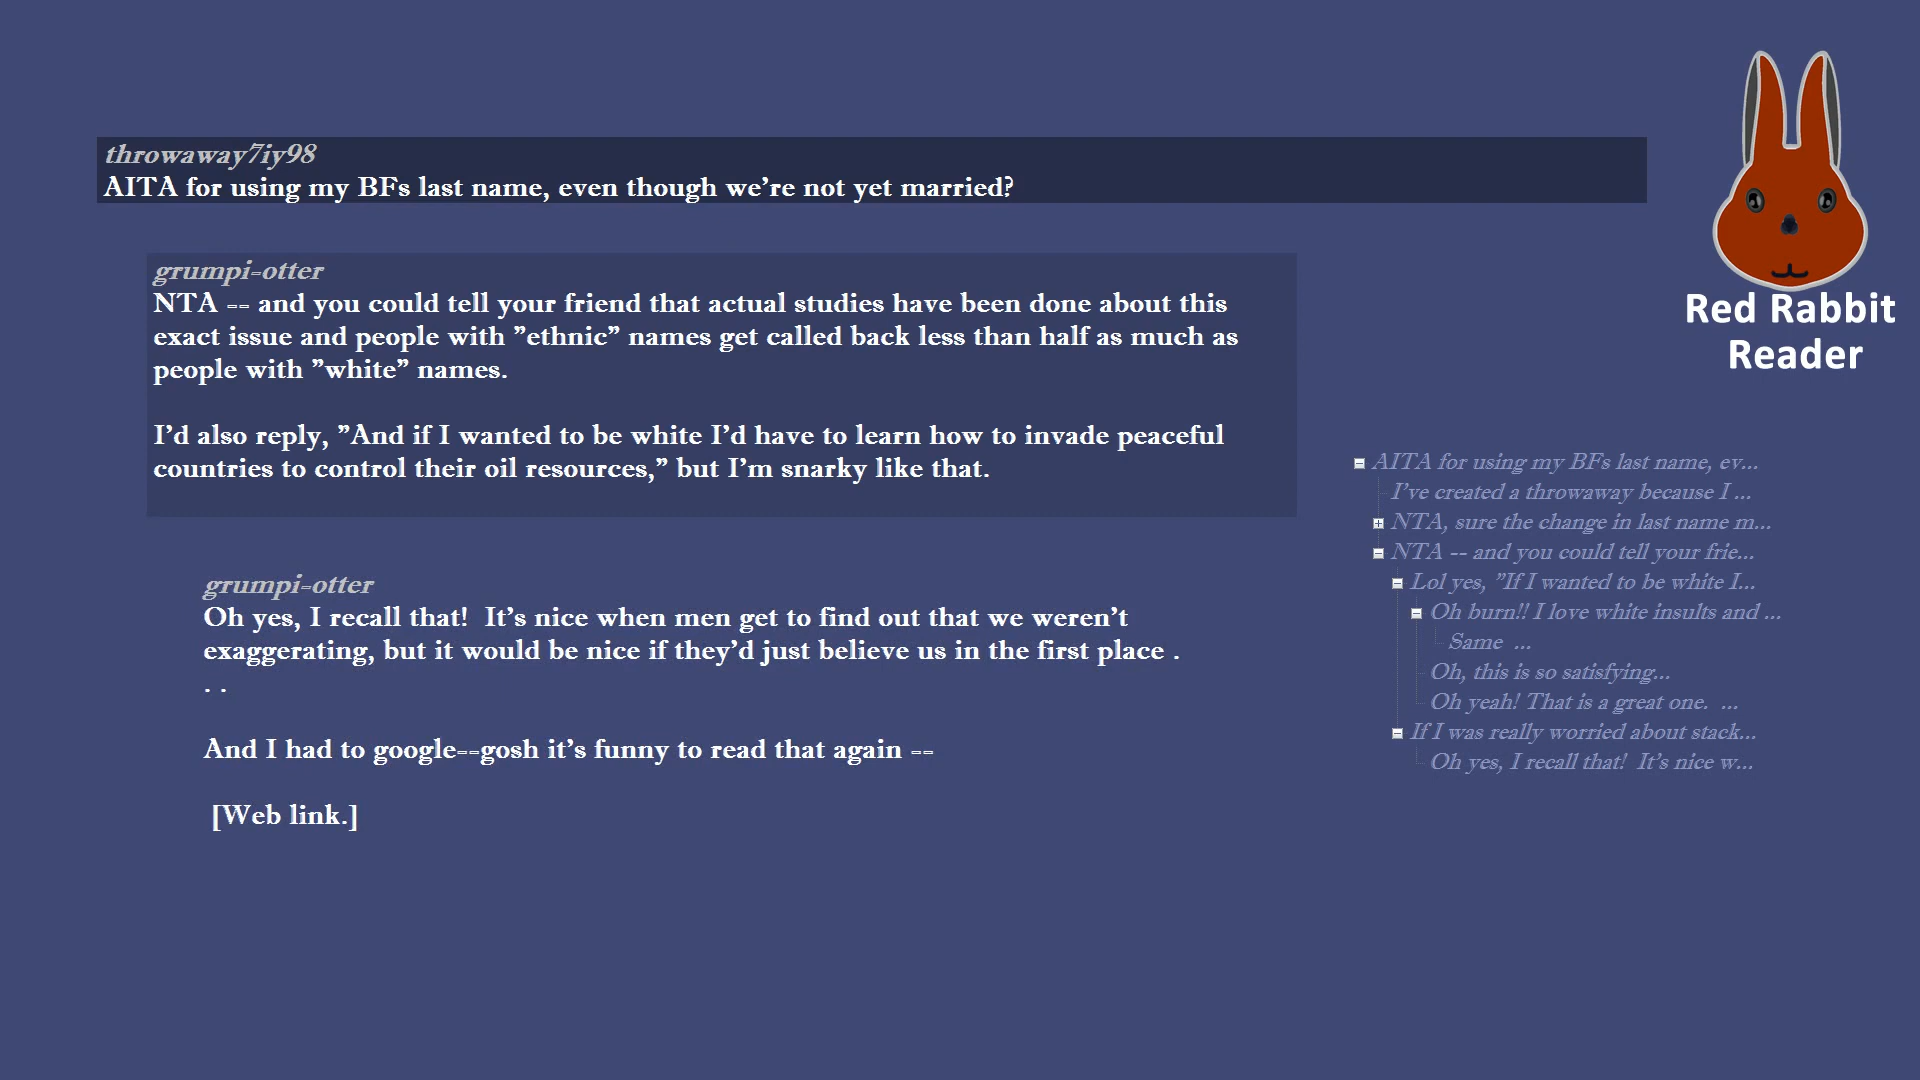 throwaway7iy98
AITA for using my BFs last name, even though we're not yet married?
grumpi-otter
NTA -- and you could tell your friend that actual studies have been done about this
exact issue and people with "ethnic" names get called back less than half as much as
people with "white" names.
I'd also reply, "And if I wanted to be white I'd have to learn how to invade peaceful
countries to control their oil resources," but I'm snarky like that.
grumpi-otter
Oh yes, I recall that!  It's nice when men get to find out that we weren't
exaggerating, but it would be nice if they'd just believe us in the first place .
. .
And I had to google--gosh it's funny to read that again --
[Web link.]
Red Rabbit
Reader
AITA for using my BFs last name, ev...
I've created a throwaway because I ...
NTA, sure the change in last name m...
NTA -- and you could tell your frie...
Lol yes, "If I wanted to be white I...
Oh burn!! I love white insults and ...
Same  ...
Oh, this is so satisfying...
Oh yeah! That is a great one.  ...
If I was really worried about stack...
Oh yes, I recall that!  It's nice w...